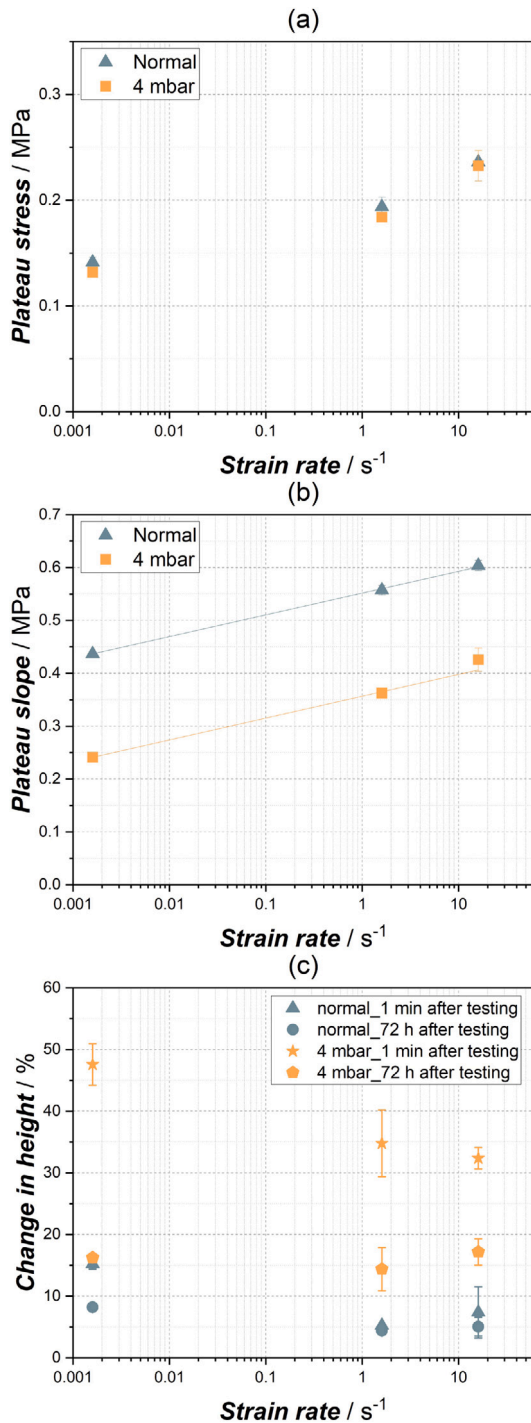 (a)
Normal
4 mbar
Plateau stress / MPa
0.3
0.2
0.1
0.0
0.001
0.01
0.1
1
10
Strain rate / s⁻¹
(b)
Normal
4 mbar
Plateau slope / MPa
0.7
0.6
0.5
0.4
0.3
0.2
0.1
0.0
0.001
0.01
0.1
1
10
Strain rate / s⁻¹
(c)
normal_1 min after testing
normal_72 h after testing
4 mbar_1 min after testing
4 mbar_72 h after testing
Change in height / %
60
50
40
30
20
10
0
0.001
0.01
0.1
1
10
Strain rate / s⁻¹